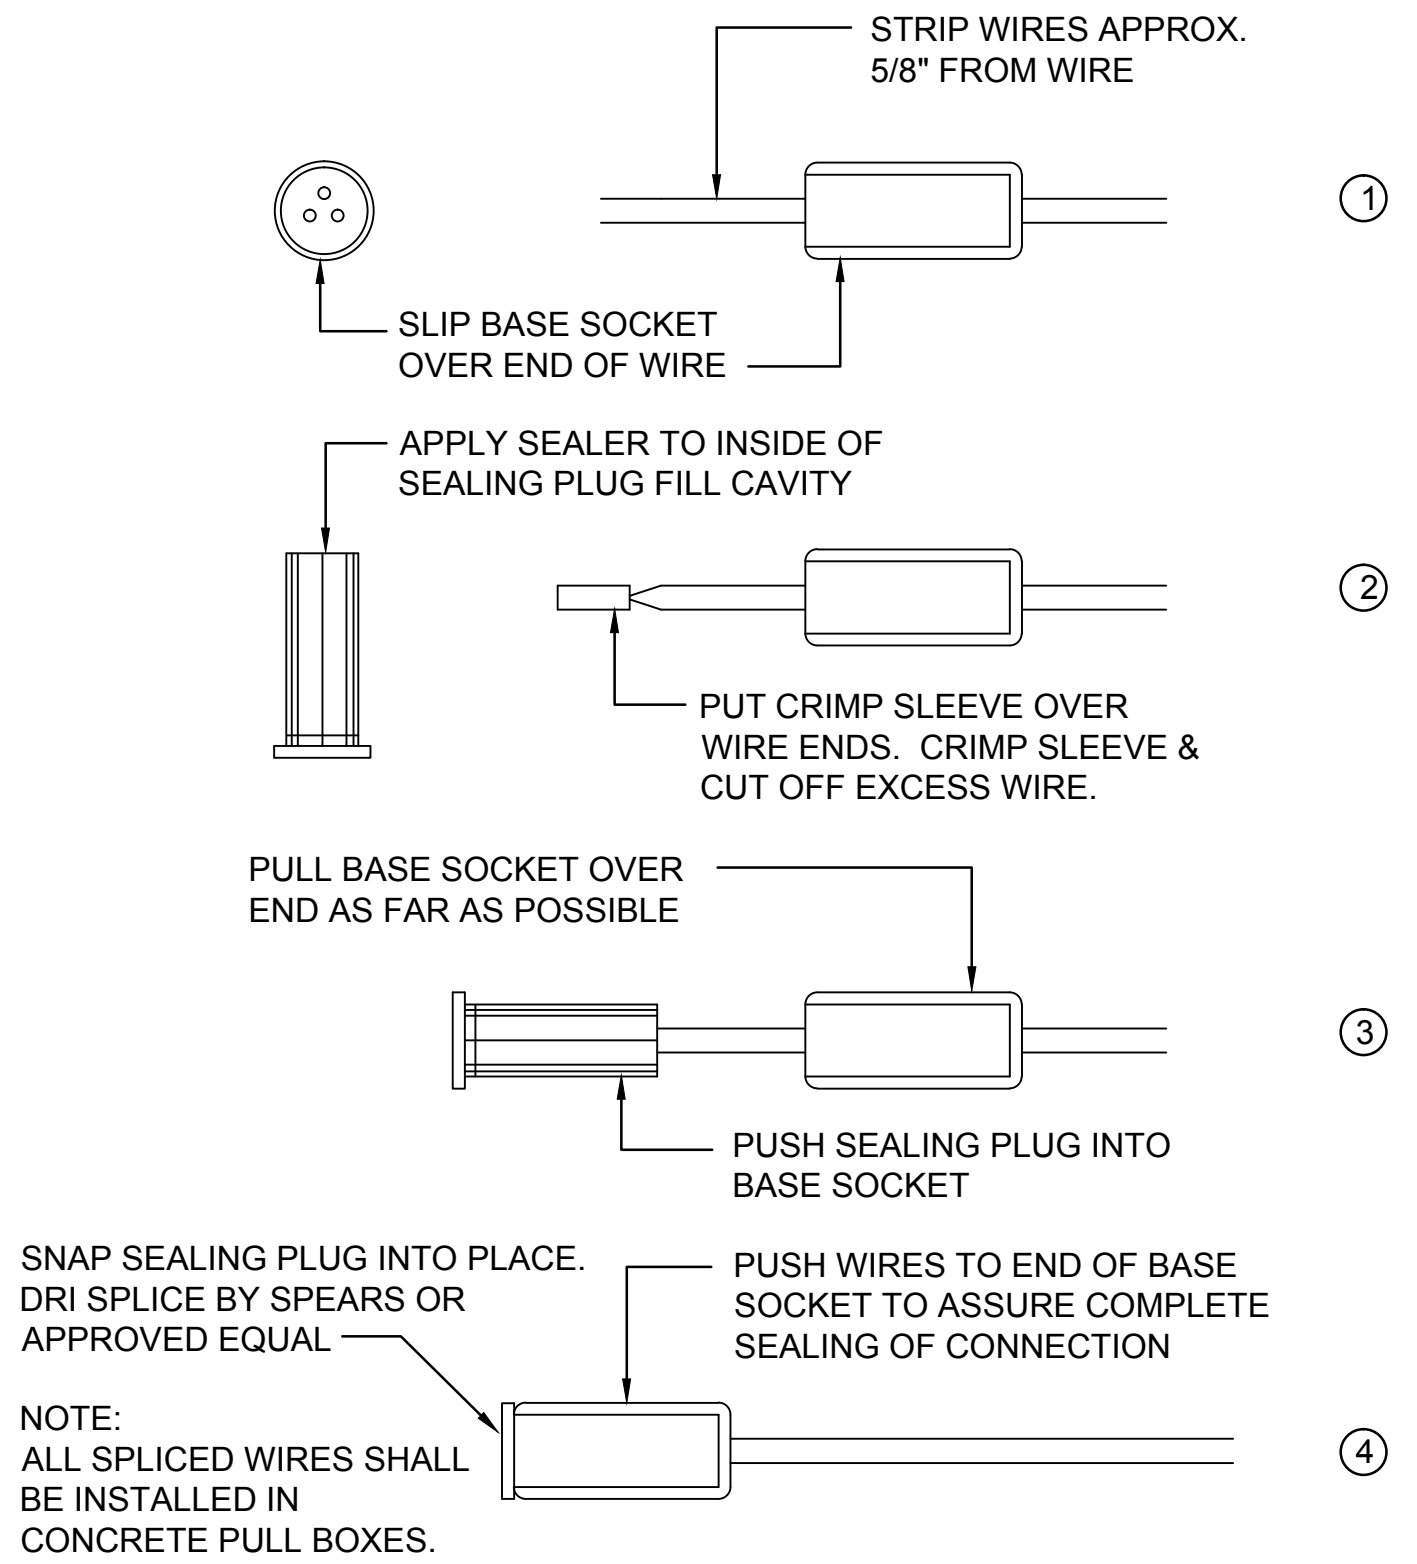 STRIP WIRES APPROX.
5/8" FROM WIRE
1
SLIP BASE SOCKET
OVER END OF WIRE
APPLY SEALER TO INSIDE OF
SEALING PLUG FILL CAVITY
2
PUT CRIMP SLEEVE OVER
WIRE ENDS.  CRIMP SLEEVE &
CUT OFF EXCESS WIRE.
PULL BASE SOCKET OVER
END AS FAR AS POSSIBLE
3
PUSH SEALING PLUG INTO
BASE SOCKET
SNAP SEALING PLUG INTO PLACE.
DRI SPLICE BY SPEARS OR
APPROVED EQUAL
PUSH WIRES TO END OF BASE
SOCKET TO ASSURE COMPLETE
SEALING OF CONNECTION
NOTE:
ALL SPLICED WIRES SHALL
BE INSTALLED IN
CONCRETE PULL BOXES.
4